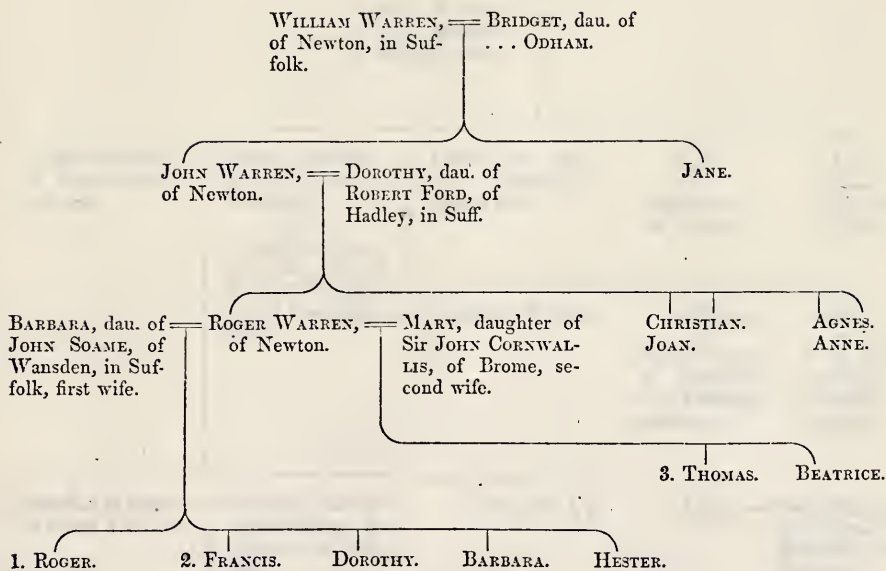 WILLIAM WARREN,
of Newton, in Suf-
folk.
BRIDGET, dau. of
. . . ODHAM.
JOHN WARREN,
of Newton.
DOROTHY, dau. of
ROBERT FORD, of
Hadley, in Suff.
JANE.
BARBARA, dau. of
JOHN SOAME, of
Wansden, in Suf-
folk, first wife.
ROGER WARREN,
of Newton.
MARY, daughter of
Sir JOHN CORNWAL-
LIS, of Brome, se-
cond wife.
CHRISTIAN.
JOAN.
AGNES.
ANNE.
3. THOMAS.
BEATRICE.
1. ROGER.
2. FRANCIS.
DOROTHY.
BARBARA.
HESTER.